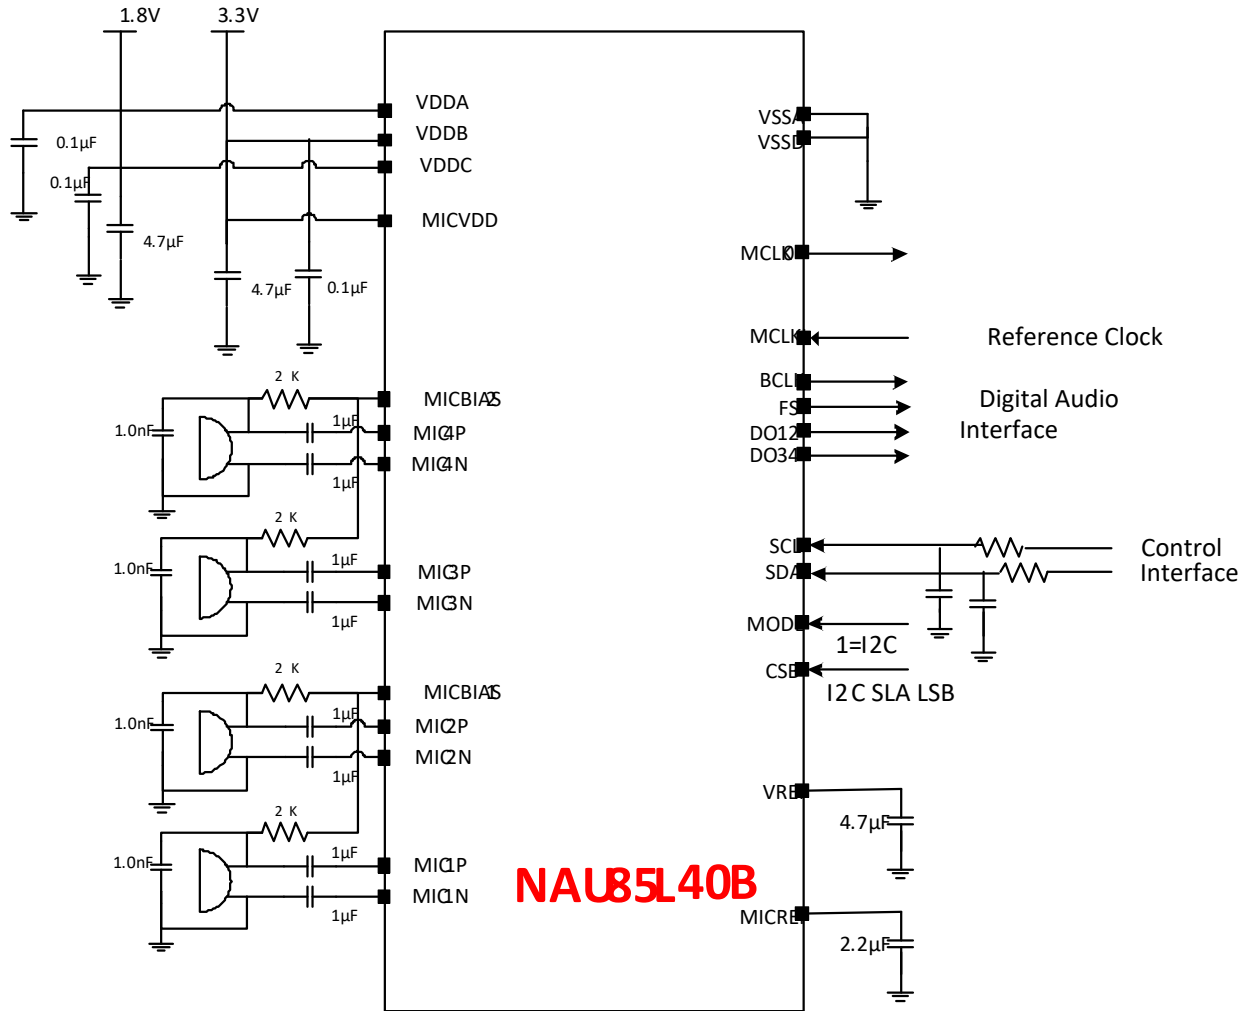 1.8V
3.3V
VDDA
VDDB
VDDC
MICVDD
0.1µF
0.1µF
4.7µF
4.7µF
0.1µF
2 K
MICBIAS2
1.0nF
1µF
MIC4P
MIC4N
1µF
2 K
1.0nF
1µF
MIC3P
MIC3N
1µF
2 K
MICBIAS1
1.0nF
1µF
MIC2P
MIC2N
1µF
2 K
1.0nF
1µF
MIC1P
MIC1N
1µF
NAU85L40B
VSSA
VSSD
MCLKO
MCLK
Reference Clock
BCLK
FS
DO12
DO34
Digital Audio
Interface
SCL
SDA
Control
Interface
MODE
1=I2C
CSB
I2C SLA LSB
VREF
4.7µF
MICREF
2.2µF